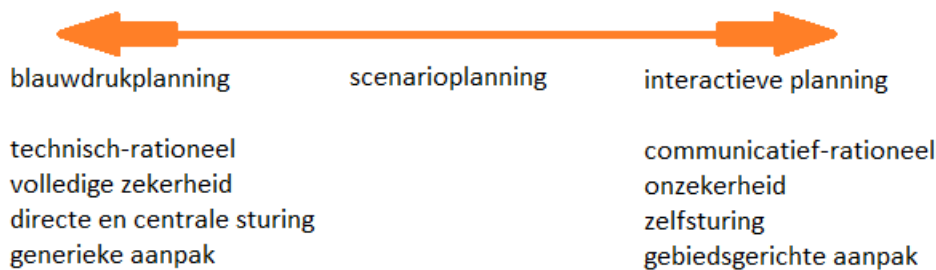 blauwdrukplanning scenarioplanning interactieve planning
technisch-rationeel communicatief-rationeel
volledige zekerheid onzekerheid
directe en centrale sturing zelfsturing
generieke aanpak gebiedsgerichte aanpak